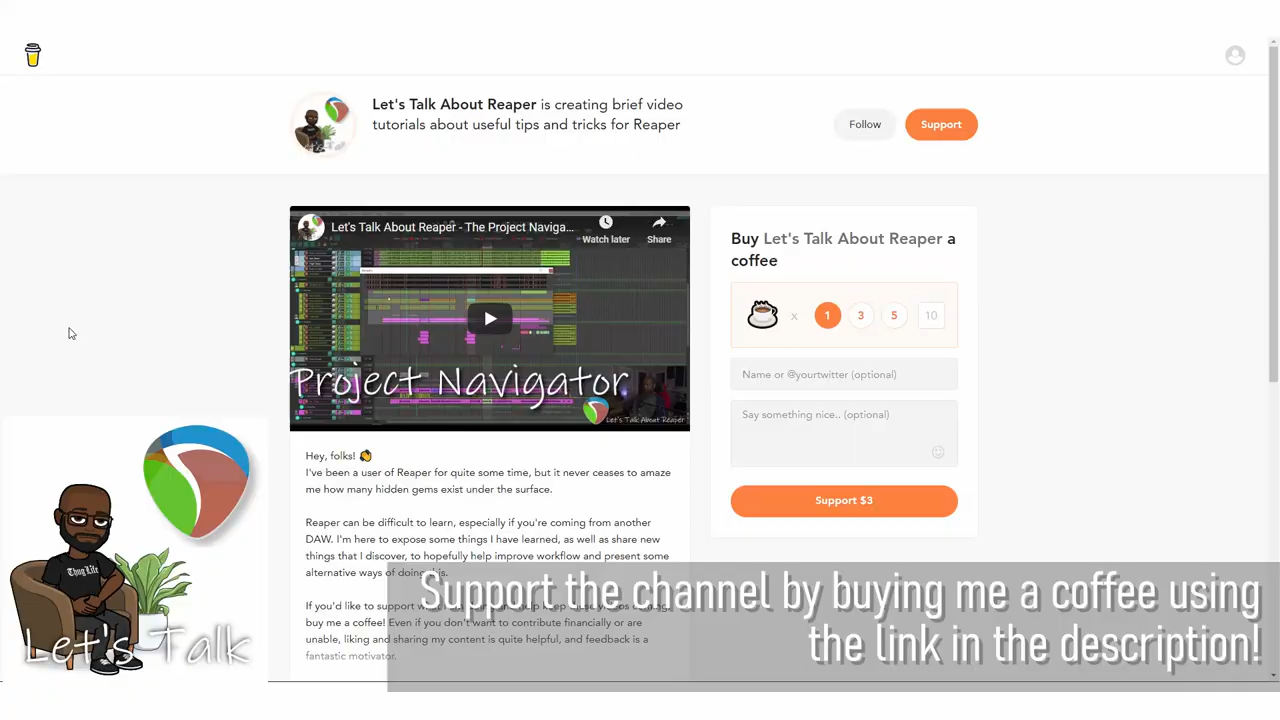 Let's Talk About Reaper is creating brief video
tutorials about useful tips and tricks for Reaper
Follow
Support
Let's Talk About Reaper - The Project Naviga...
Watch later
Share
Project Navigator
Let's Talk About Reaper
Hey, folks!
I've been a user of Reaper for quite some time, but it never ceases to amaze
me how many hidden gems exist under the surface.
Reaper can be difficult to learn, especially if you're coming from another
DAW. I'm here to expose some things I have learned, as well as share new
things that I discover, to hopefully help improve workflow and present some
alternative ways of doing this.
If you'd like to support
buy me a coffee! Even if you don't want to contribute financially or are
unable, liking and sharing my content is quite helpful, and feedback is a
fantastic motivator.
Buy Let's Talk About Reaper a
coffee
x 1 3 5 10
Name or @yourtwitter (optional)
Say something nice.. (optional)
Support $3
Thug Life
Let's Talk
Support the channel by buying me a coffee using
the link in the description!